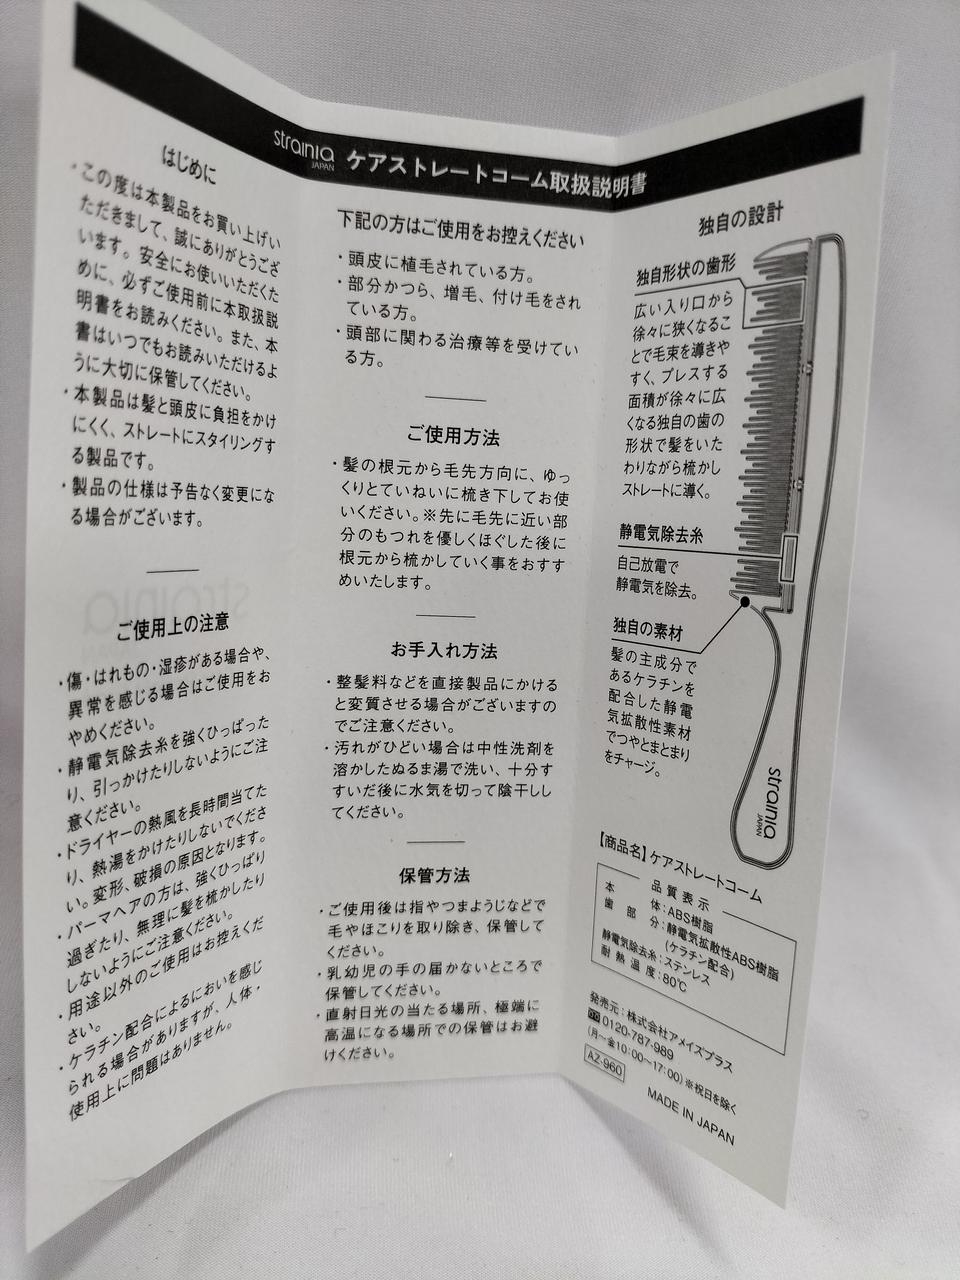 strainia
JAPAN
ケアストレートコーム取扱説明書
はじめに
・この度は本製品をお買い上げい
ただきまして、誠にありがとうござ
います。安全にお使いいただくた
めに、必ずご使用前に本取扱説
明書をお読みください。また、本
書はいつでもお読みいただけるよ
うに大切に保管してください。
・本製品は髪と頭皮に負担をかけ
にくく、ストレートにスタイリングす
る製品です。
・製品の仕様は予告なく変更にな
る場合がございます。
ご使用上の注意
・傷・はれもの・湿疹がある場合や、
異常を感じる場合はご使用をお
やめください。
・静電気除去糸を強くひっぱった
り、引っかけたりしないようにご注
意ください。
・ドライヤーの熱風を長時間当てた
り、熱湯をかけたりしないでくださ
い。変形、破損の原因となります。
・パーマヘアの方は、強くひっぱり
過ぎたり、無理に髪を梳かしたり
しないようにご注意ください。
・用途以外のご使用はお控えくだ
さい。
・ケラチン配合によるにおいを感じ
られる場合がありますが、人体・
使用上に問題はありません。
下記の方はご使用をお控えください
・頭皮に植毛されている方。
・部分かつら、増毛、付け毛をされ
ている方。
・頭部に関わる治療等を受けてい
る方。
ご使用方法
・髪の根元から毛先方向に、ゆっ
くりとていねいに梳き下してお使
いください。※先に毛先に近い部
分のもつれを優しくほぐした後に
根元から梳かしていく事をおすす
めいたします。
お手入れ方法
・整髪料などを直接製品にかける
と変質させる場合がございますの
でご注意ください。
・汚れがひどい場合は中性洗剤を
溶かしたぬるま湯で洗い、十分す
すいだ後に水気を切って陰干しし
てください。
保管方法
・ご使用後は指やつまようじなどで
毛やほこりを取り除き、保管して
ください。
・乳幼児の手の届かないところで
保管してください。
・直射日光の当たる場所、極端に
高温になる場所での保管はお避
けください。
独自の設計
独自形状の歯形
広い入り口から
徐々に狭くなるこ
とで毛束を導きや
すく、プレスする
面積が徐々に広
くなる独自の歯の
形状で髪をいた
わりながら梳かし
ストレートに導く。
静電気除去糸
自己放電で
静電気を除去。
独自の素材
髪の主成分で
あるケラチンを
配合した静電
気拡散性素材
でつやとまとまり
をチャージ。
strainia
JAPAN
【商品名】ケアストレートコーム
品質表示
本体：ABS樹脂
歯部分：静電気拡散性ABS樹脂
(ケラチン配合)
静電気除去糸：ステンレス
耐熱温度：80℃
発売元：株式会社アメイズプラス
0120-787-989
(月〜金10:00〜17:00)※祝日を除く
AZ-960
MADE IN JAPAN